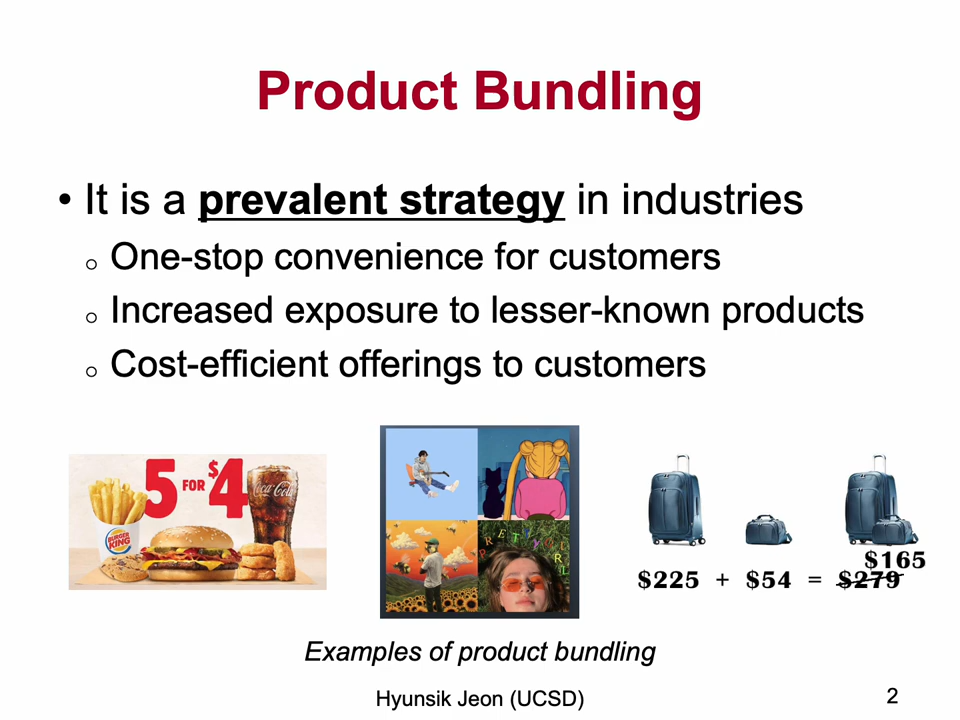 Product Bundling
• It is a prevalent strategy in industries
o One-stop convenience for customers
o Increased exposure to lesser-known products
o Cost-efficient offerings to customers
5 FOR $4
Coca-Cola
BURGER
KING
PRETTY GIRL
$165
$225 + $54 = $279
Examples of product bundling
Hyunsik Jeon (UCSD)
2